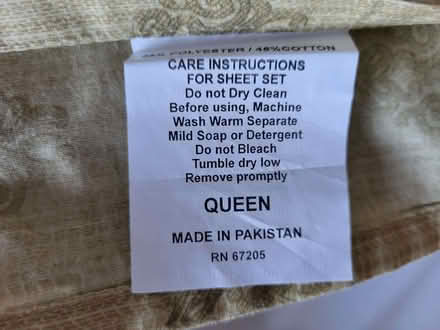 POLYESTER / 48%COTTON
CARE INSTRUCTIONS
FOR SHEET SET
Do not Dry Clean
Before using, Machine
Wash Warm Separate
Mild Soap or Detergent
Do not Bleach
Tumble dry low
Remove promptly
QUEEN
MADE IN PAKISTAN
RN 67205